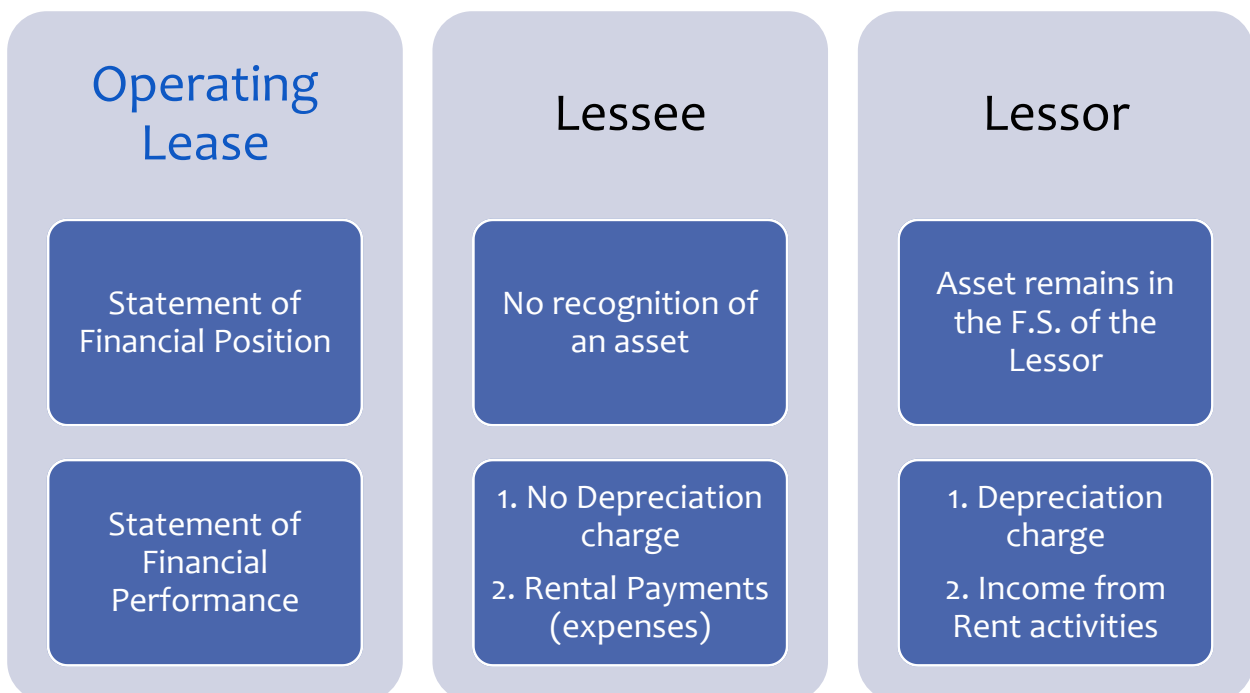 Operating
Lease
Statement of
Financial Position
Statement of
Financial
Performance
Lessee
No recognition of
an asset
1. No Depreciation
charge
2. Rental Payments
(expenses)
Lessor
Asset remains in
the F.S. of the
Lessor
1. Depreciation
charge
2. Income from
Rent activities